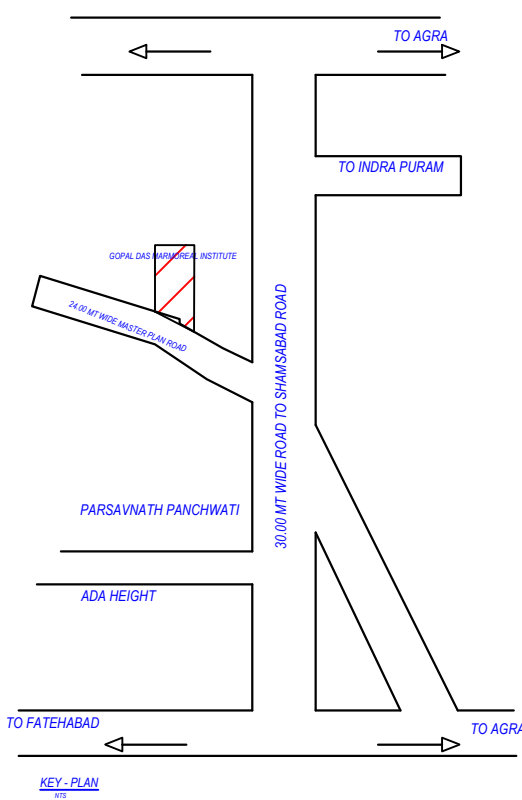 TO AGRA
TO INDRA PURAM
GOPAL DAS MARMOREAL INSTITUTE
24.00 MT WIDE MASTER PLAN ROAD
30.00 MT WIDE ROAD TO SHAMSABAD ROAD
PARSAVNATH PANCHWATI
ADA HEIGHT
TO FATEHABAD
TO AGRA
KEY - PLAN
NTS